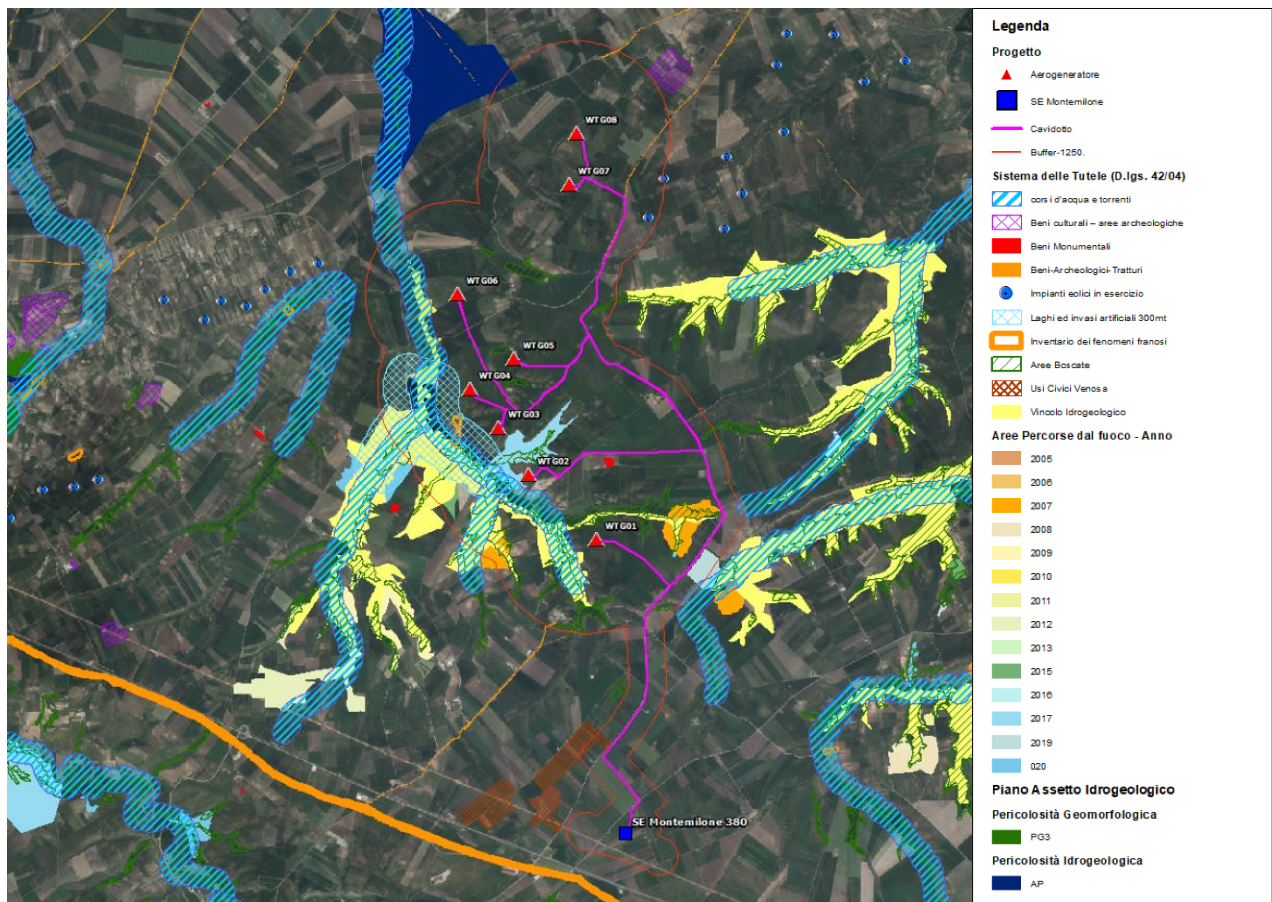 WTG08
WTG07
WTG06
WTG05
WTG04
WTG03
WTG02
WTG01
SE Montemilone 380
Legenda
Progetto
Aerogeneratore
SE Montemilone
Cavidotto
Buffer-1250.
Sistema delle Tutele (D.lgs. 42/04)
corsi d'acqua e torrenti
Beni culturali – aree archeologiche
Beni Monumentali
Beni-Archeologici-Tratturi
Impianti eolici in esercizio
Laghi ed invasi artificiali 300mt
Inventario dei fenomeni franosi
Aree Boscate
Usi Civici Venosa
Vincolo Idrogeologico
Aree Percorse dal fuoco - Anno
2005
2006
2007
2008
2009
2010
2011
2012
2013
2015
2016
2017
2019
020
Piano Assetto Idrogeologico
Pericolosità Geomorfologica
PG3
Pericolosità Idrogeologica
AP